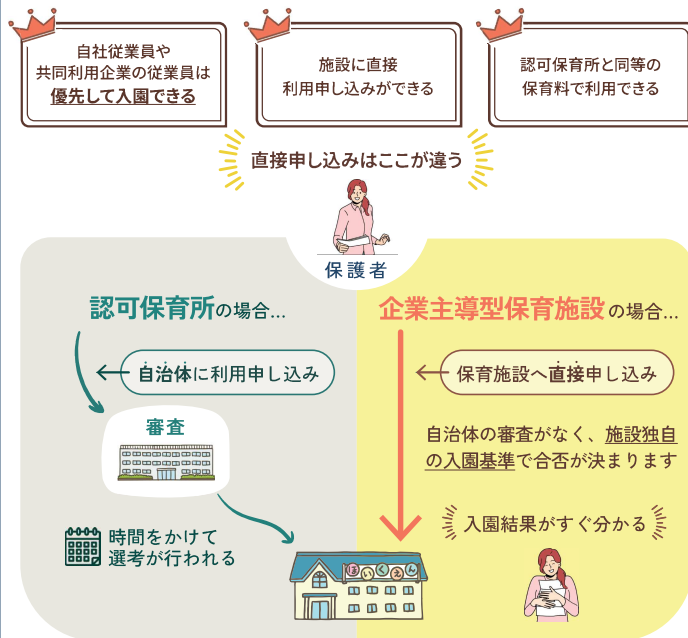 自社従業員や
共同利用企業の従業員は
優先して入園できる
施設に直接
利用申し込みができる
認可保育所と同等の
保育料で利用できる
直接申し込みはここが違う
保護者
認可保育所の場合...
自治体に利用申し込み
審査
時間をかけて
選考が行われる
企業主導型保育施設の場合...
保育施設へ直接申し込み
自治体の審査がなく、施設独自
の入園基準で合否が決まります
入園結果がすぐ分かる
ほいくえん